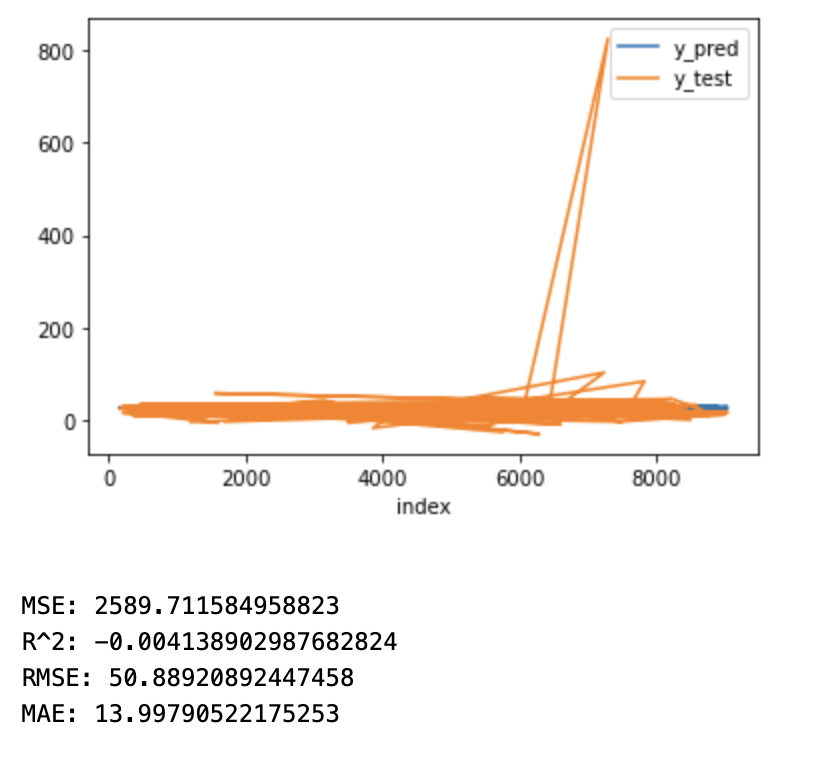 800
y_pred
y_test
600
400
200
0
0 2000 4000 6000 8000
index
MSE: 2589.711584958823
R^2: -0.004138902987682824
RMSE: 50.88920892447458
MAE: 13.99790522175253